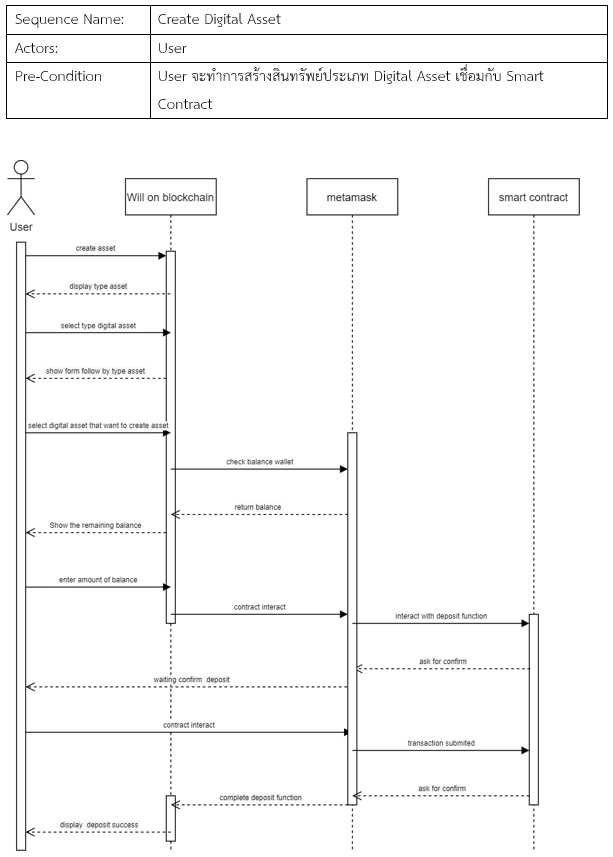 Sequence Name: Create Digital Asset
Actors: User
Pre-Condition User จะทำการสร้างสินทรัพย์ประเภท Digital Asset เชื่อมกับ Smart
Contract
Will on blockchain metamask smart contract
User
create asset
display type asset
select type digital asset
show form follow by type asset
select digital asset that want to create asset
check balance wallet
return balance
Show the remaining balance
enter amount of balance
contract interact
interact with deposit function
ask for confirm
waiting confirm deposit
contract interact
transaction submited
ask for confirm
complete deposit function
display deposit success